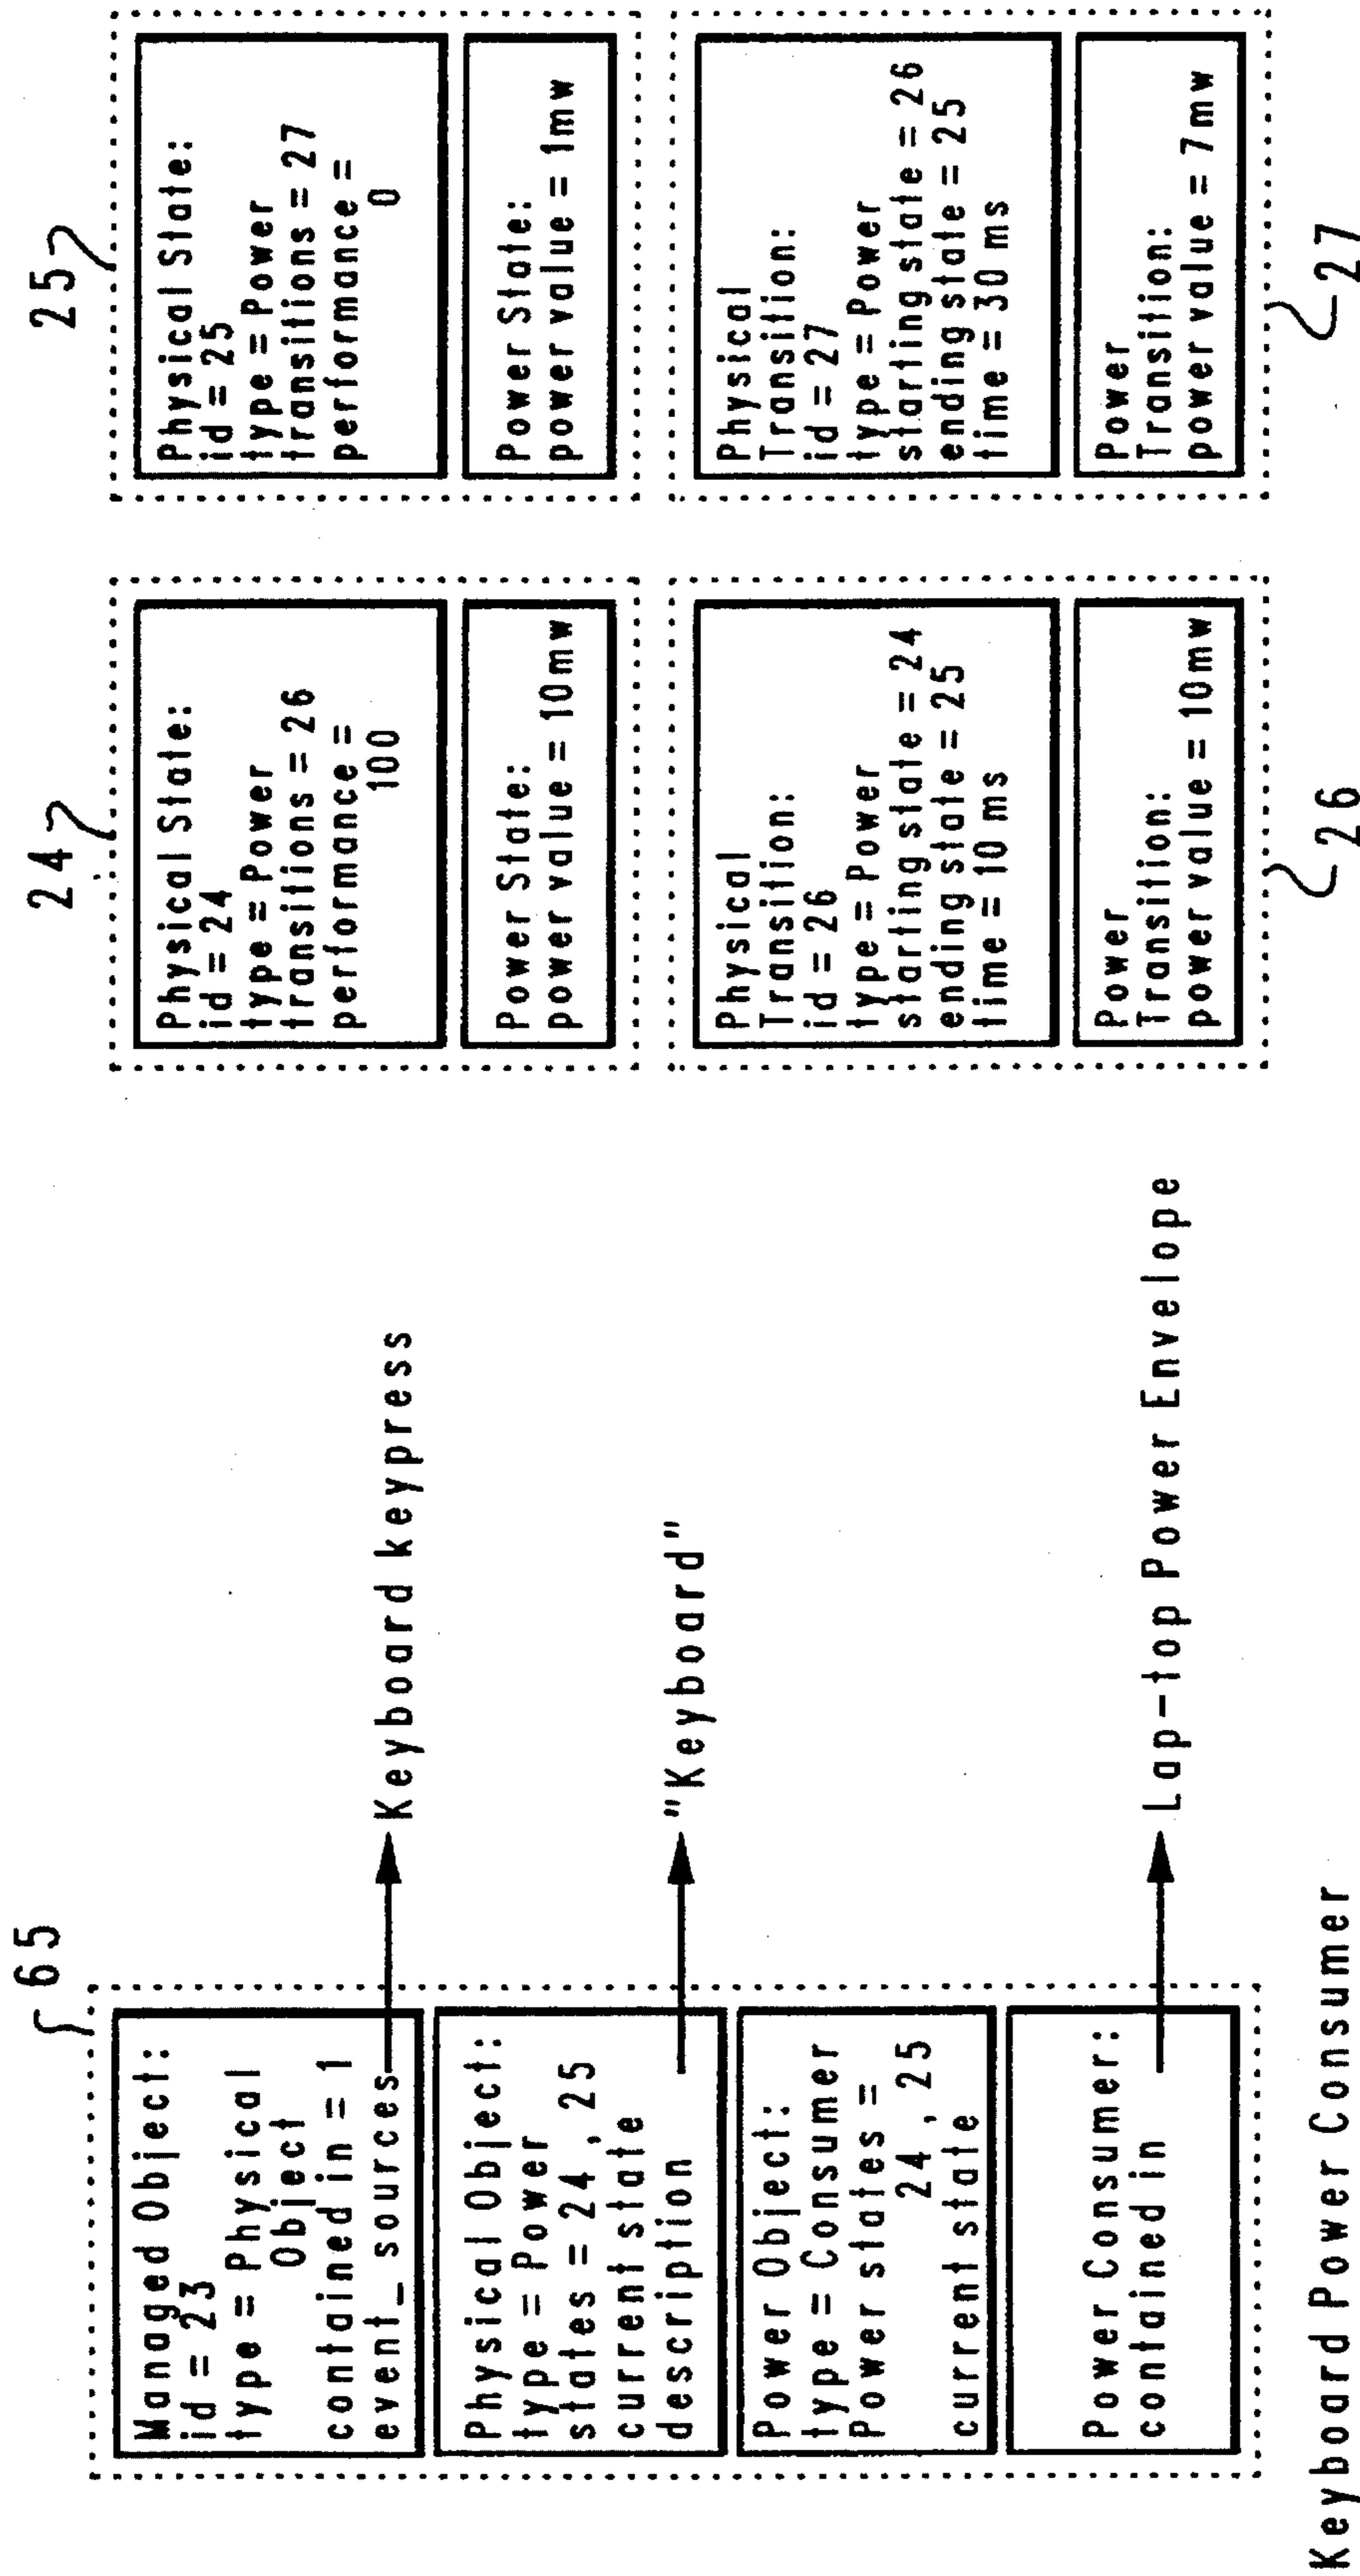 65
Managed Object:
id = 23
type = Physical
Object
contained in = 1
event_sources
Keyboard keypress
Physical Object:
type = Power
states = 24, 25
current state
description
"Keyboard"
Power Object:
type = Consumer
Power states =
24, 25
current state
Power Consumer:
contained in
Lap-top Power Envelope
Keyboard Power Consumer
24
Physical State:
id = 24
type = Power
transitions = 26
performance =
100
Power State:
power value = 10mw
Physical
Transition:
id = 26
type = Power
starting state = 24
ending state = 25
time = 10 ms
Power
Transition:
power value = 10mw
26
25
Physical State:
id = 25
type = Power
transitions = 27
performance =
0
Power State:
power value = 1mw
Physical
Transition:
id = 27
type = Power
starting state = 26
ending state = 25
time = 30 ms
Power
Transition:
power value = 7mw
27